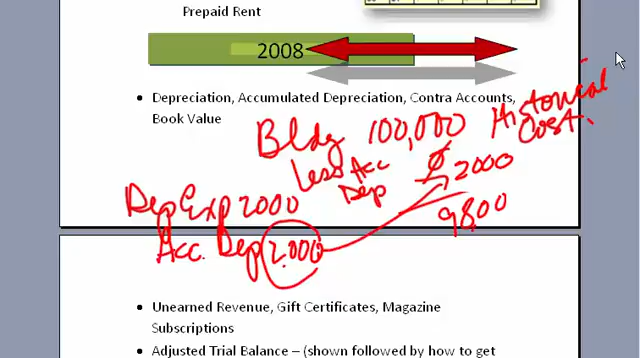 Prepaid Rent
2008
• Depreciation, Accumulated Depreciation, Contra Accounts,
Book Value
Historical
Cost
Bldg 100,000
Less Acc
Dep
2000
9800
Dep Exp 2000
Acc. Dep 2.000
• Unearned Revenue, Gift Certificates, Magazine
Subscriptions
• Adjusted Trial Balance – (shown followed by how to get